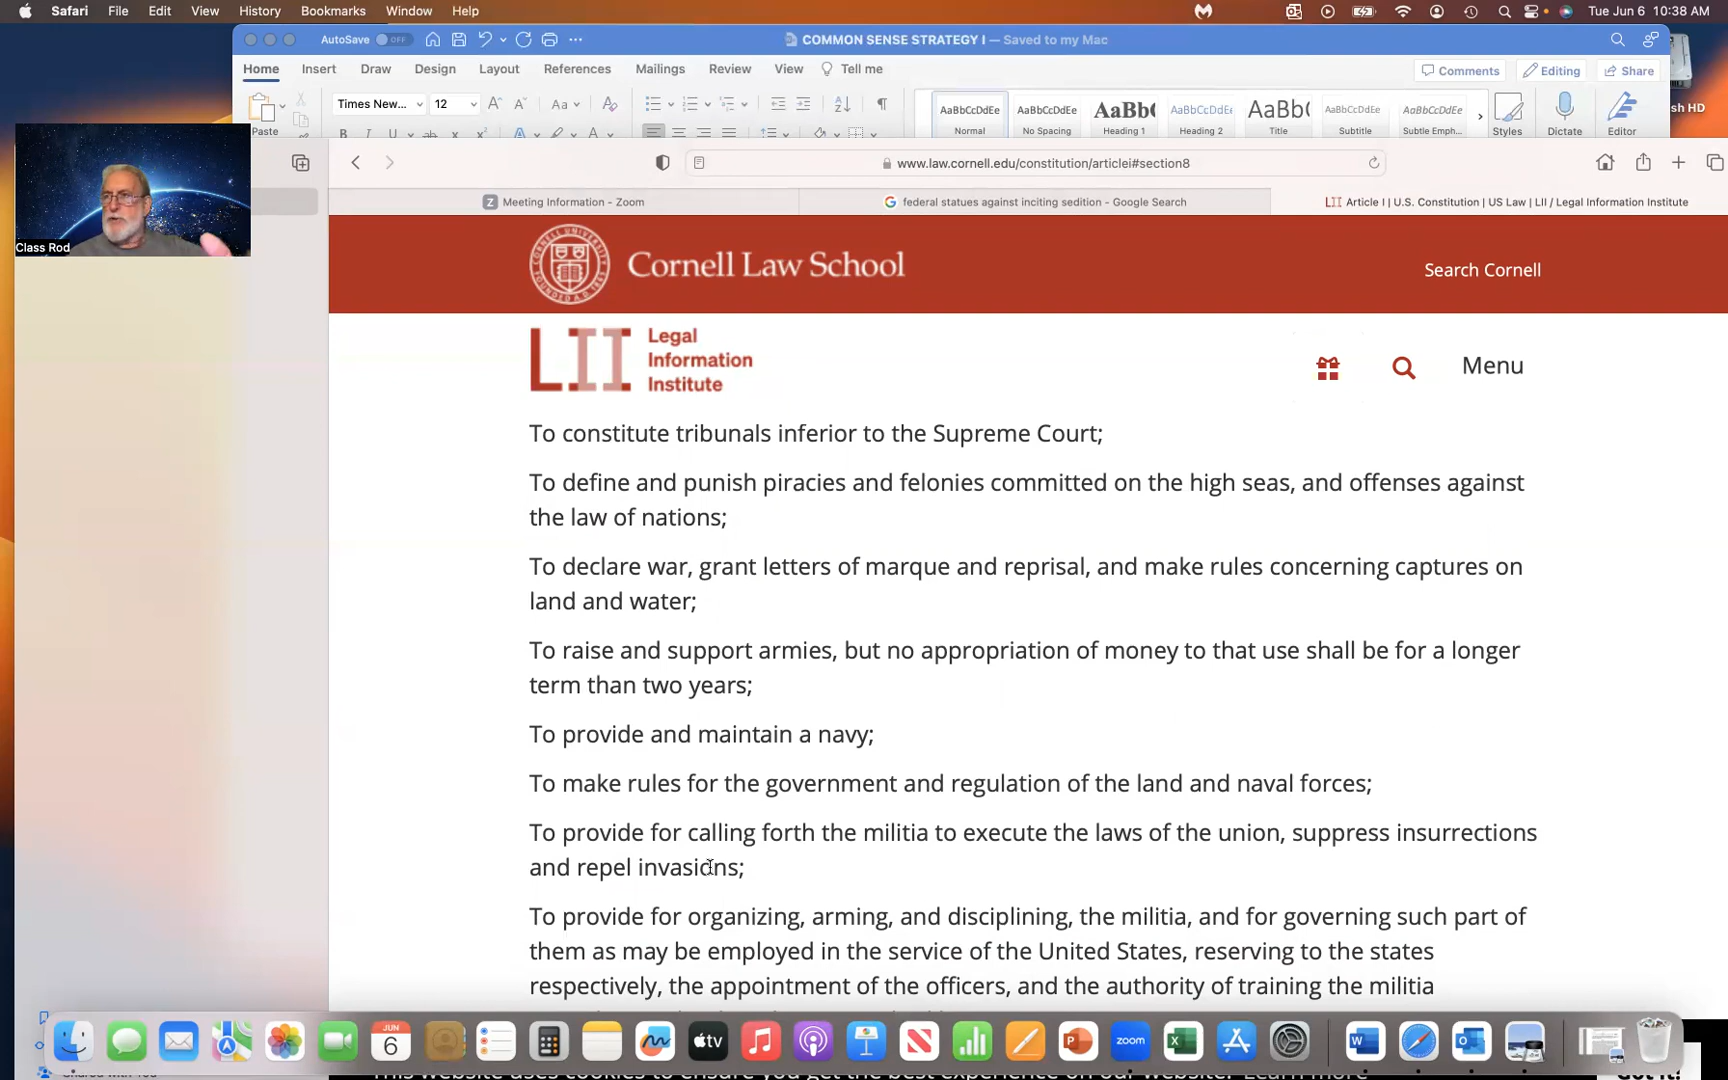 Safari File Edit View History Bookmarks Window Help Tue Jun 6 10:38 AM
AutoSave OFF COMMON SENSE STRATEGY I — Saved to my Mac
Home Insert Draw Design Layout References Mailings Review View Tell me Comments Editing Share
sh HD
Times New... 12 Aa AaBbCcDdEe AaBbCcDdEe AaBb( AaBbCcDdE AaBb( AaBbCcDdEe AaBbCcDdEe
Paste B I U Normal No Spacing Heading 1 Heading 2 Title Subtitle Subtle Emph... Styles Dictate Editor
www.law.cornell.edu/constitution/articlei#section8
Meeting Information - Zoom federal statues against inciting sedition - Google Search LII Article I | U.S. Constitution | US Law | LII / Legal Information Institute
Class Rod
Cornell Law School Search Cornell
LII Legal
Information
Institute
Menu
To constitute tribunals inferior to the Supreme Court;
To define and punish piracies and felonies committed on the high seas, and offenses against
the law of nations;
To declare war, grant letters of marque and reprisal, and make rules concerning captures on
land and water;
To raise and support armies, but no appropriation of money to that use shall be for a longer
term than two years;
To provide and maintain a navy;
To make rules for the government and regulation of the land and naval forces;
To provide for calling forth the militia to execute the laws of the union, suppress insurrections
and repel invasions;
To provide for organizing, arming, and disciplining, the militia, and for governing such part of
them as may be employed in the service of the United States, reserving to the states
respectively, the appointment of the officers, and the authority of training the militia
JUN
6
tv
zoom